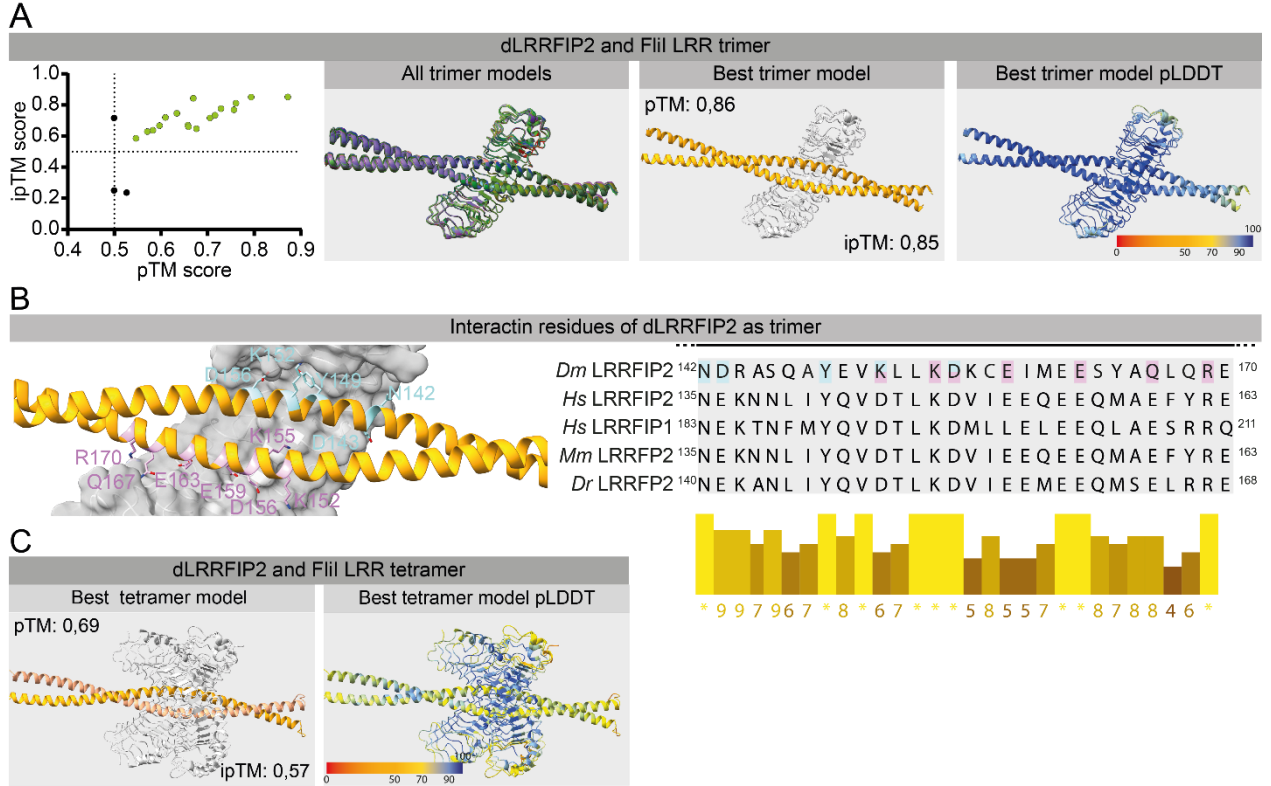 A
dLRRFIP2 and FliI LRR trimer
All trimer models
Best trimer model
Best trimer model pLDDT
ipTM score
1.0
0.8
0.6
0.4
0.2
0.0
0.4 0.5 0.6 0.7 0.8 0.9
pTM score
pTM: 0,86
ipTM: 0,85
100
0 50 70 90
B
Interactin residues of dLRRFIP2 as trimer
Y149
N142
D143
K155
R170
Q167
E163
E159
D156
K152
Dm LRRFIP2 142 N D R A S Q A Y E V K L L K D K C E I M E E S Y A Q L Q R E 170
Hs LRRFIP2 135 N E K N N L I Y Q V D T L K D V I E E Q E E Q M A E F Y R E 163
Hs LRRFIP1 183 N E K T N F M Y Q V D T L K D M L L E L E E Q L A E S R R Q 211
Mm LRRFP2 135 N E K N N L I Y Q V D T L K D V I E E Q E E Q M A E F Y R E 163
Dr LRRFP2 140 N E K A N L I Y Q V D T L K D V I E E M E E Q M S E L R R E 168
* 9 9 7 9 6 7 * 8 * 6 7 * * * 5 8 5 5 7 * * 8 7 8 8 4 6 *
C
dLRRFIP2 and FliI LRR tetramer
Best tetramer model
Best tetramer model pLDDT
pTM: 0,69
ipTM: 0,57
100
0 50 70 90